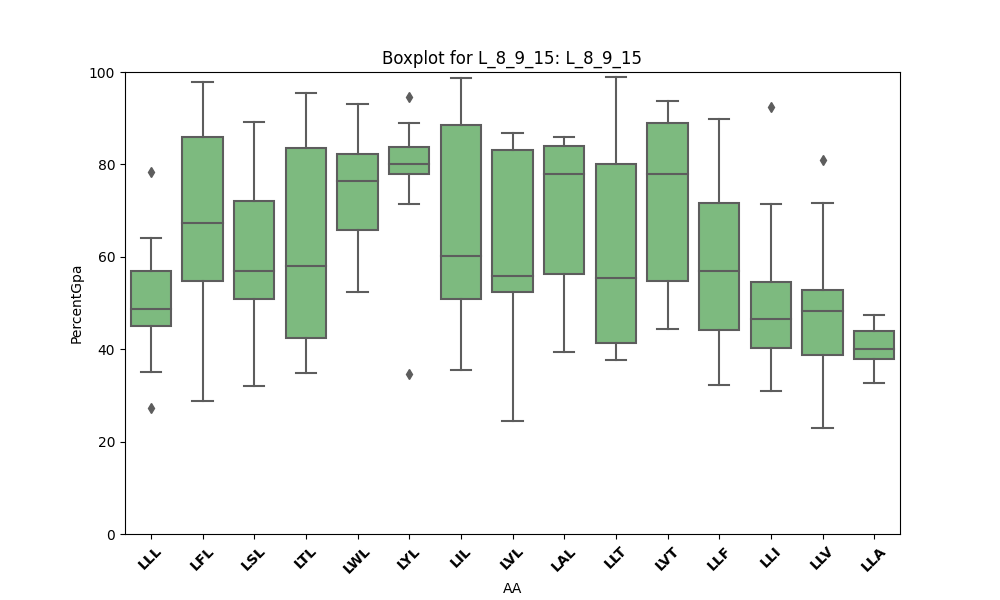 Boxplot for L_8_9_15: L_8_9_15
PercentGpa
100
80
60
40
20
0
LLL LFL LSL LTL LWL LYL LIL LVL LAL LLT LVT LLF LLI LLV LLA
AA